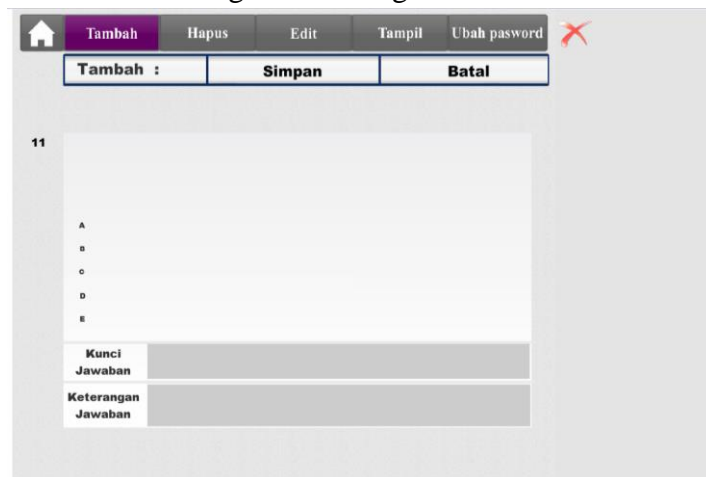 Tambah Hapus Edit Tampil Ubah pasword
Tambah : Simpan Batal
11
A
B
C
D
E
Kunci
Jawaban
Keterangan
Jawaban